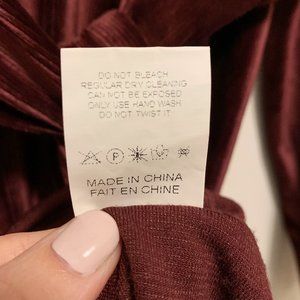 DO NOT BLEACH
REGULAR DRY CLEANING
CAN NOT BE EXPOSED
ONLY USE HAND WASH
DO NOT TWIST IT
P
MADE IN CHINA
FAIT EN CHINE